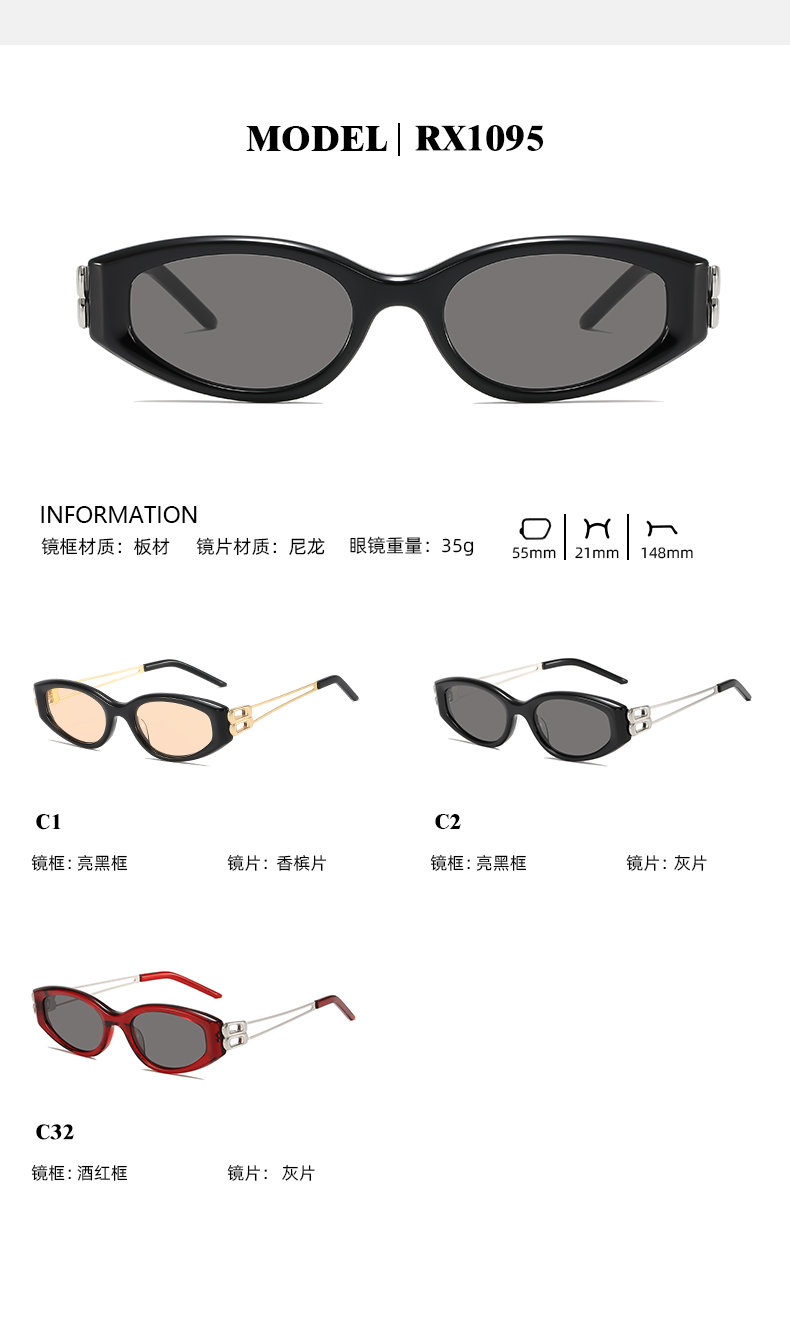 MODEL | RX1095
INFORMATION
镜框材质：板材 镜片材质：尼龙 眼镜重量：35g
55mm 21mm 148mm
C1 C2
镜框：亮黑框 镜片：香槟片 镜框：亮黑框 镜片：灰片
C32
镜框：酒红框 镜片：灰片